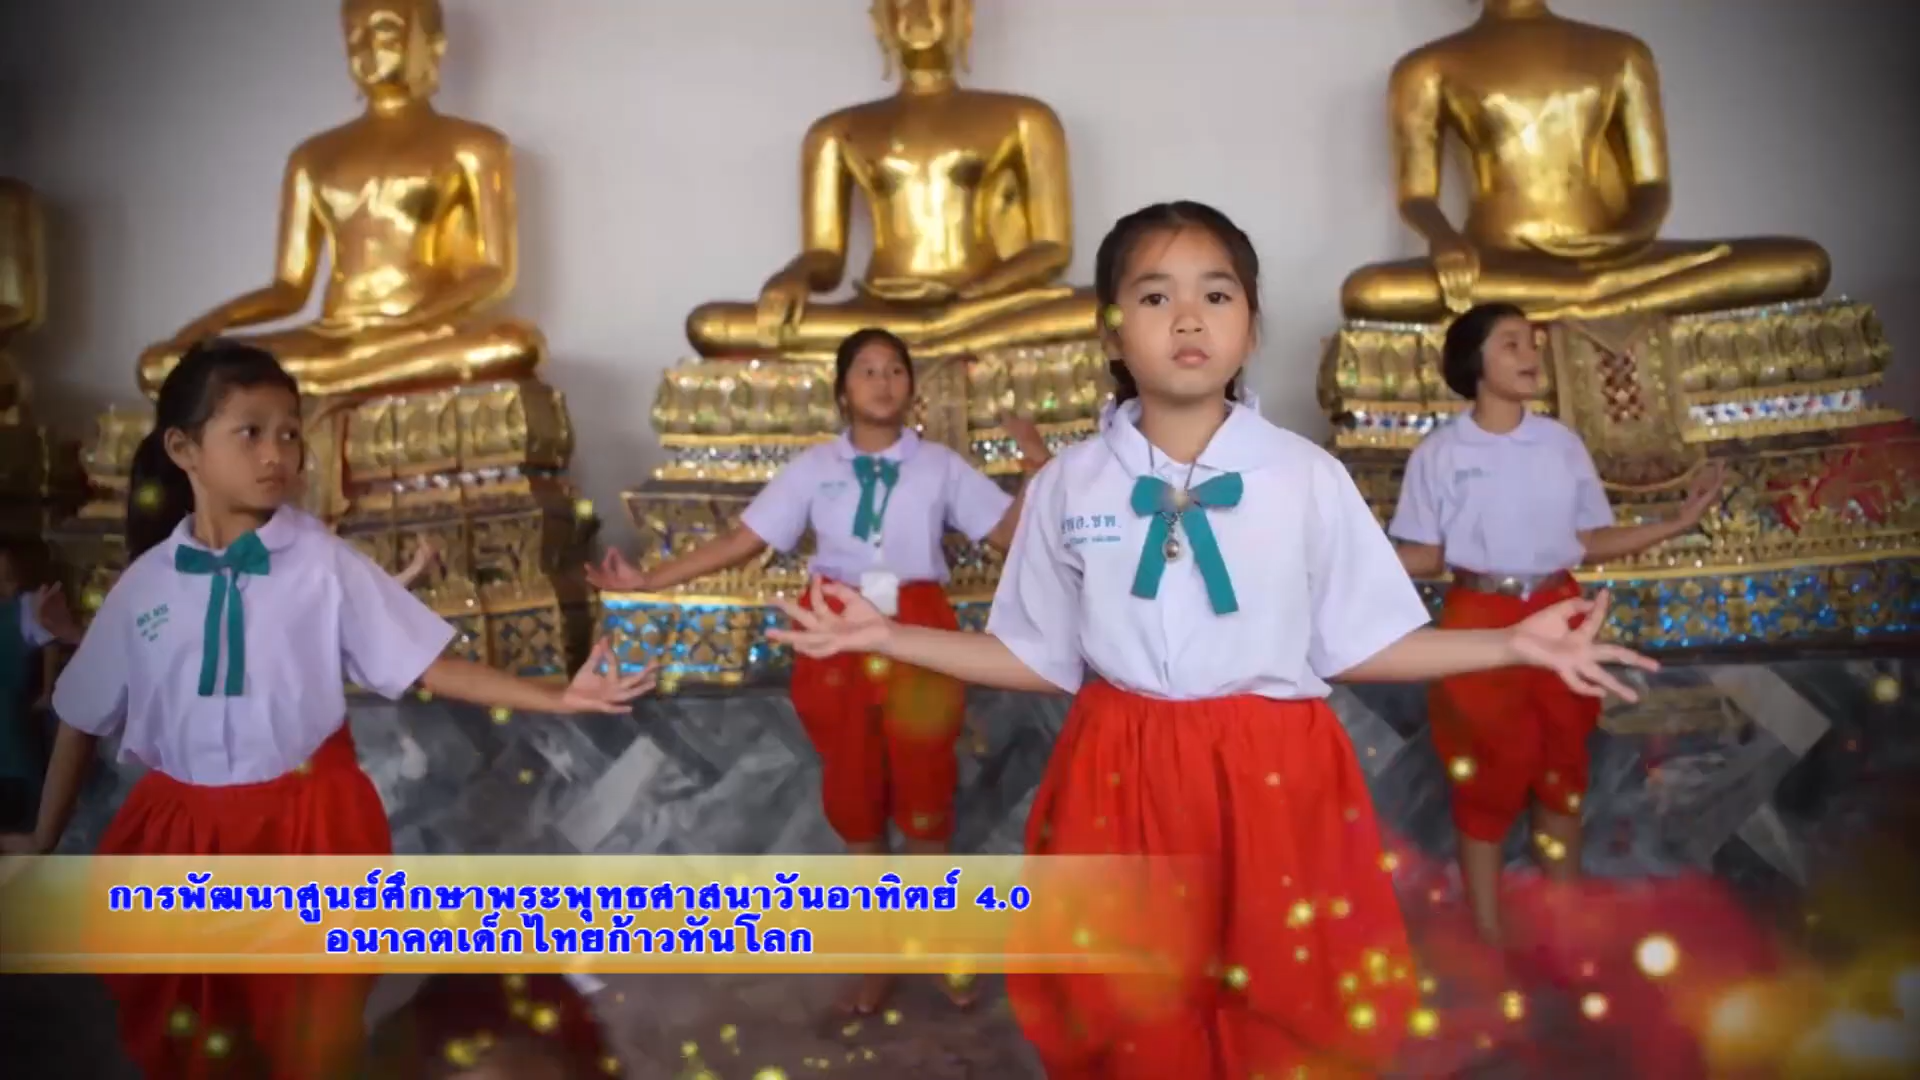 การพัฒนาศูนย์ศึกษาพระพุทธศาสนาวันอาทิตย์ 4.0
อนาคตเด็กไทยก้าวทันโลก